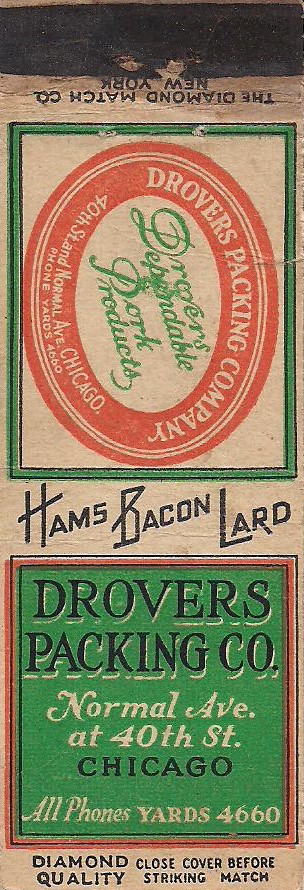 THE DIAMOND MATCH CO.
NEW YORK
DROVERS PACKING COMPANY
Drovers
Dependable
Pork
Products
40th St. and Normal Ave. CHICAGO.
PHONE YARDS 4660
HAMS BACON LARD
DROVERS
PACKING CO.
Normal Ave.
at 40th St.
CHICAGO
All Phones YARDS 4660
DIAMOND CLOSE COVER BEFORE
QUALITY STRIKING MATCH